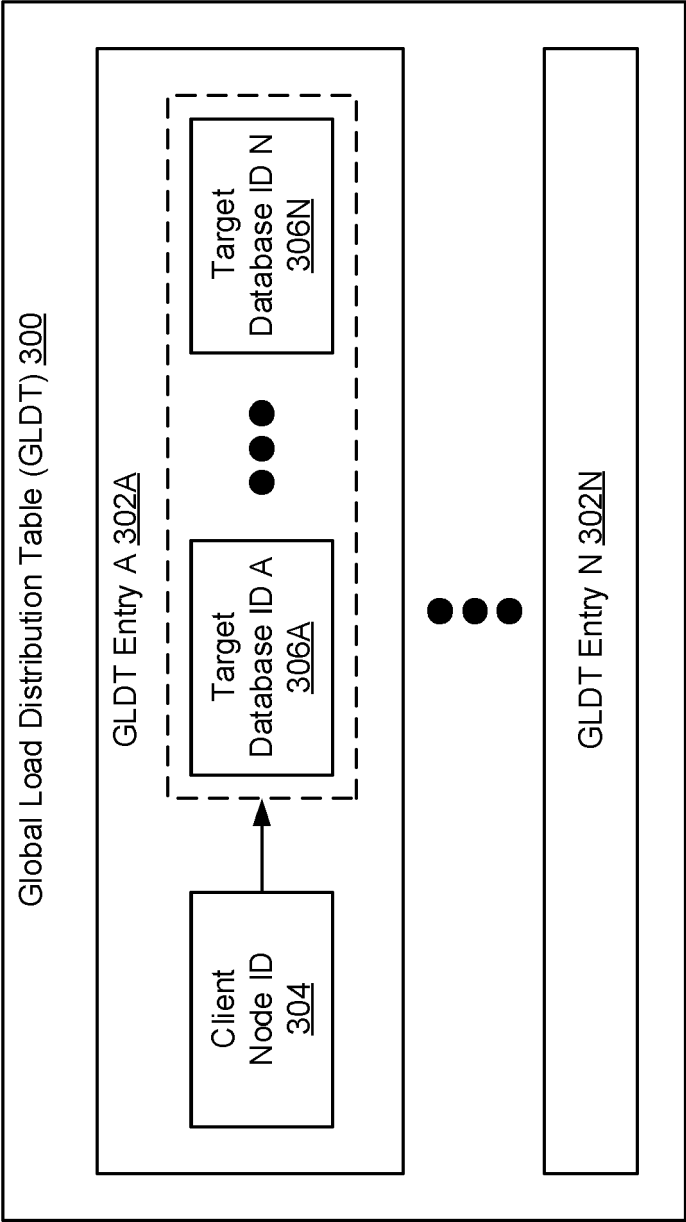 Global Load Distribution Table (GLDT) 300
GLDT Entry A 302A
Client
Node ID
304
Target
Database ID A
306A
Target
Database ID N
306N
GLDT Entry N 302N